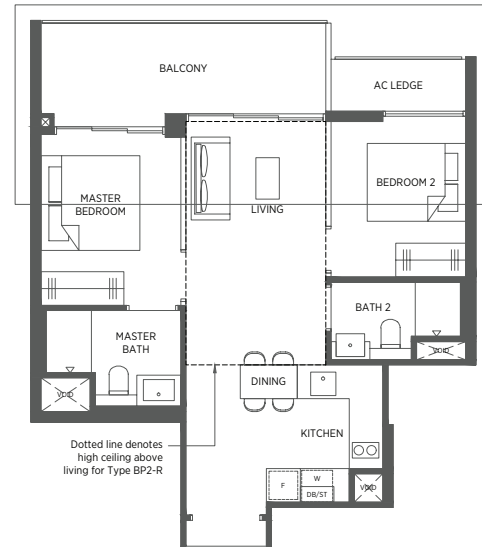 BALCONY
AC LEDGE
MASTER
BEDROOM
BEDROOM 2
LIVING
BATH 2
MASTER
BATH
VOID
VOID
DINING
KITCHEN
Dotted line denotes
high ceiling above
living for Type BP2-R
F
W
DB/ST
VOID